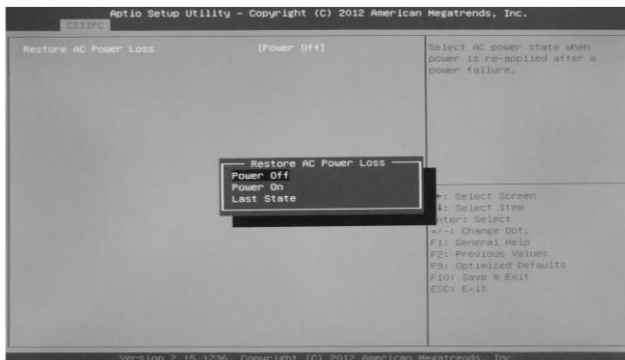 Aptio Setup Utility – Copyright (C) 2012 American Megatrends, Inc.
CSTIPC
Restore AC Power Loss [Power Off]
Select AC power state when
power is re-applied after a
power failure.
Restore AC Power Loss
Power Off
Power On
Last State
: Select Screen
: Select Item
nter: Select
+/-: Change Opt.
F1: General Help
F2: Previous Values
F9: Optimized Defaults
F10: Save & Exit
ESC: Exit
Version 2.15.1236. Copyright (C) 2012 American Megatrends, Inc.